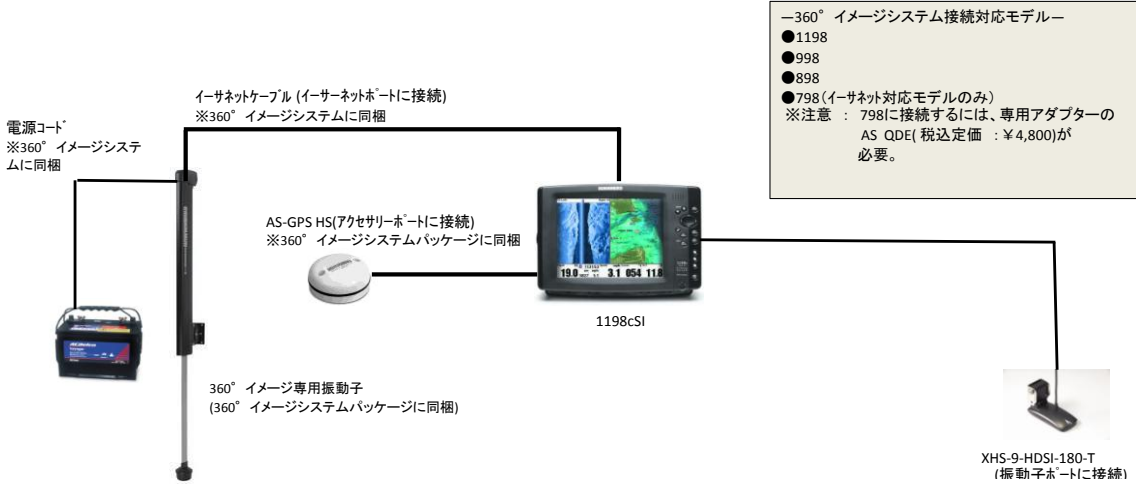 ―360°イメージシステム接続対応モデル―
●1198
●998
●898
●798(イーサネット対応モデルのみ)
※注意 : 798に接続するには、専用アダプターの
AS QDE( 税込定価 :¥4,800)が
必要。
イーサネットケーブル (イーサーネットポートに接続)
※360°イメージシステムに同梱
電源コード
※360°イメージシステ
ムに同梱
AS-GPS HS(アクセサリーポートに接続)
※360°イメージシステムパッケージに同梱
19.0 3.1 054 11.8
1198cSI
360°イメージ専用振動子
(360°イメージシステムパッケージに同梱)
XHS-9-HDSI-180-T
(振動子ポートに接続)